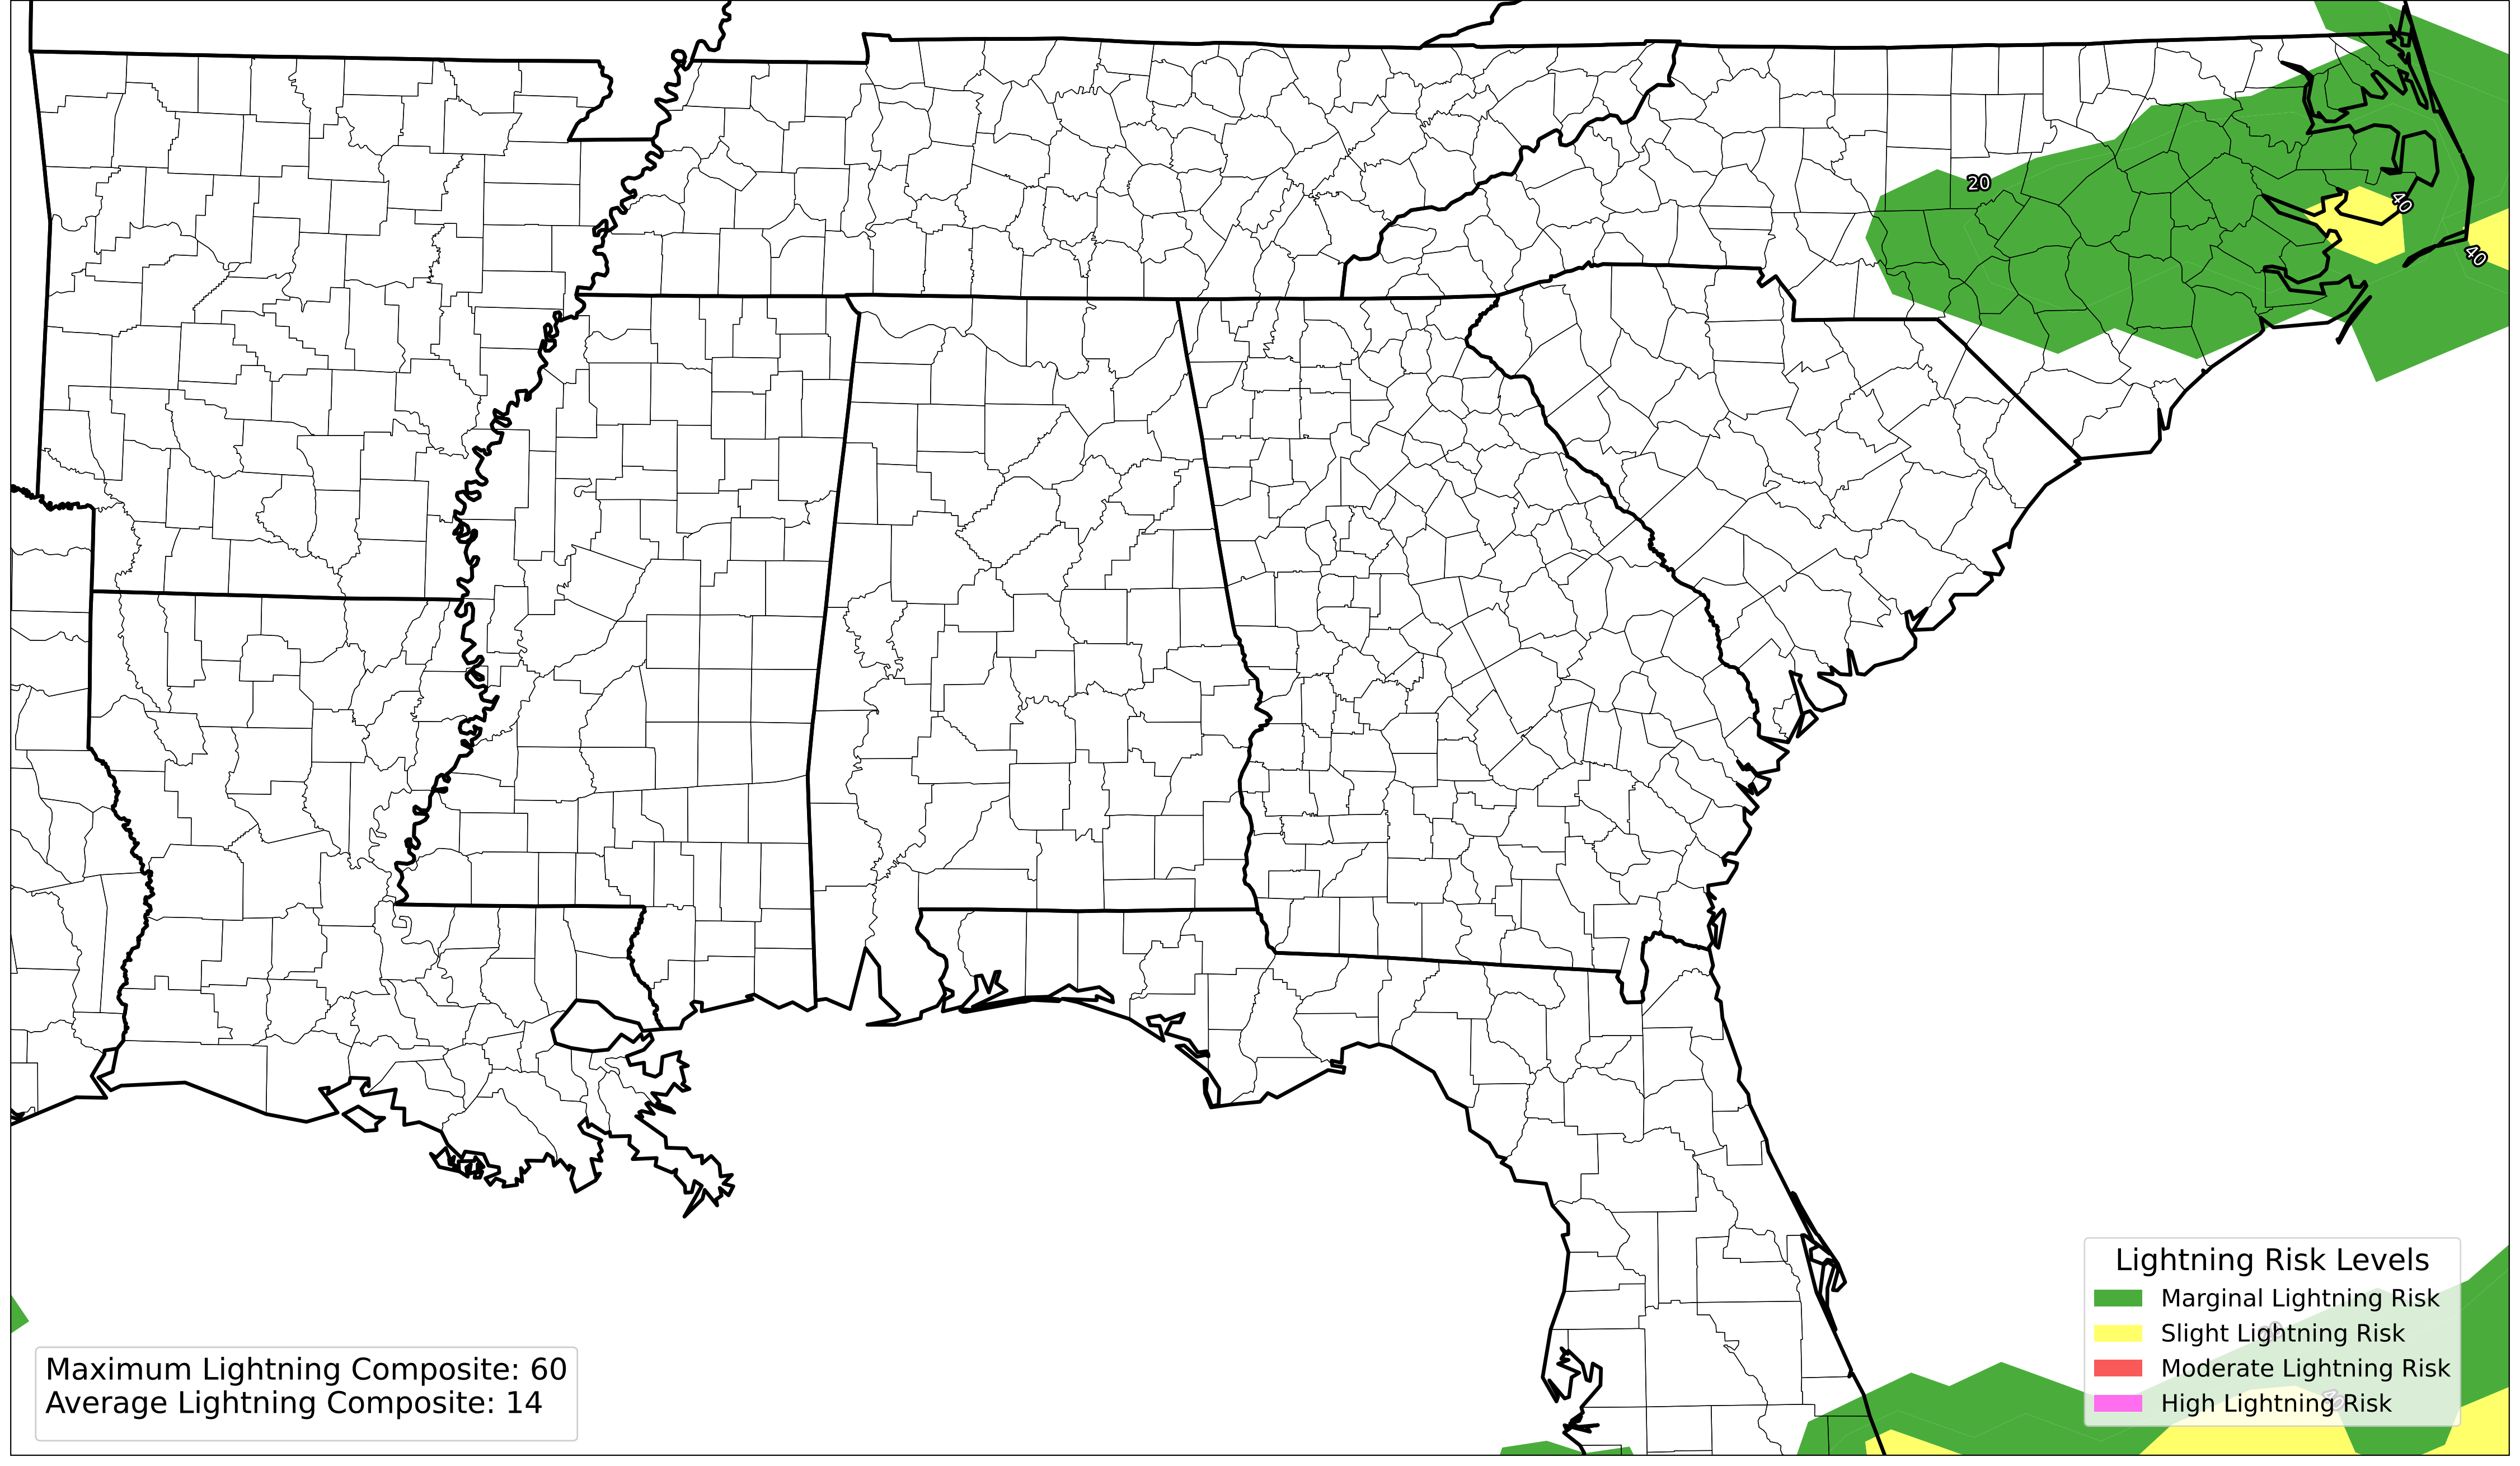 20
40
40
Lightning Risk Levels
Marginal Lightning Risk
Slight Lightning Risk
Moderate Lightning Risk
High Lightning Risk
Maximum Lightning Composite: 60
Average Lightning Composite: 14